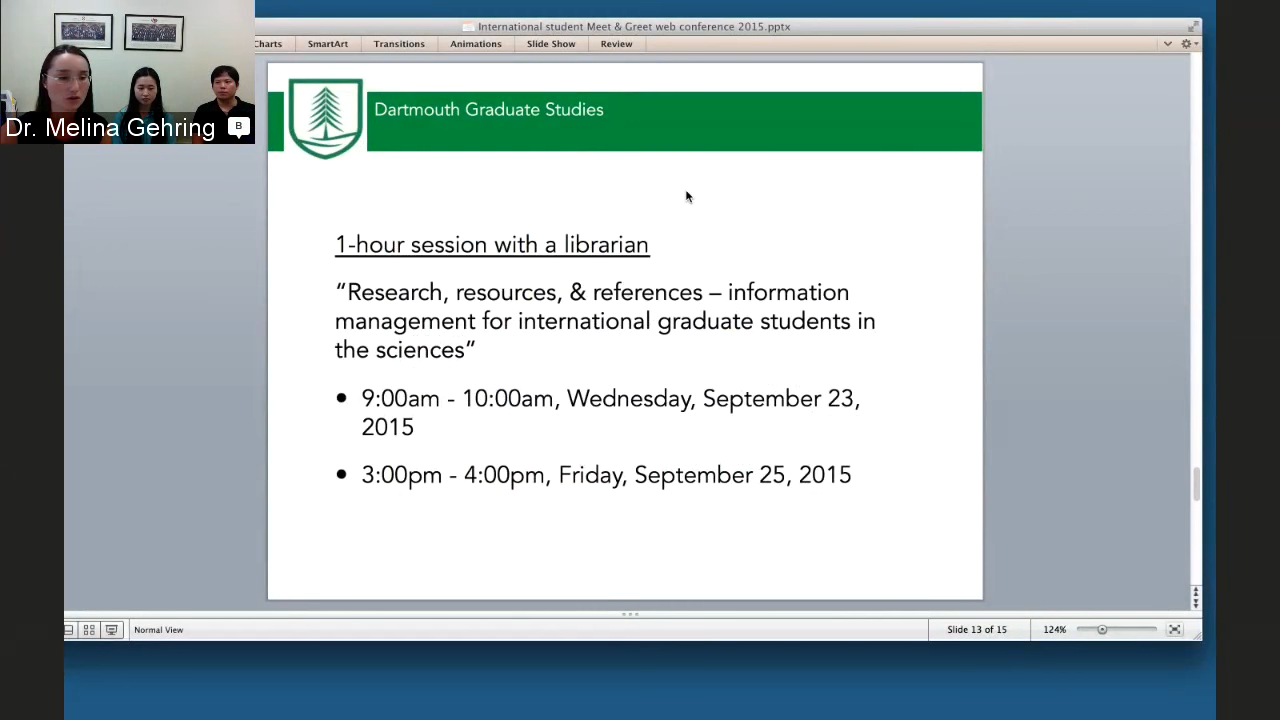 International student Meet & Greet web conference 2015.pptx
Charts SmartArt Transitions Animations Slide Show Review
Dr. Melina Gehring B
Dartmouth Graduate Studies
1-hour session with a librarian
“Research, resources, & references – information
management for international graduate students in
the sciences”
• 9:00am - 10:00am, Wednesday, September 23,
2015
• 3:00pm - 4:00pm, Friday, September 25, 2015
Normal View Slide 13 of 15 124%